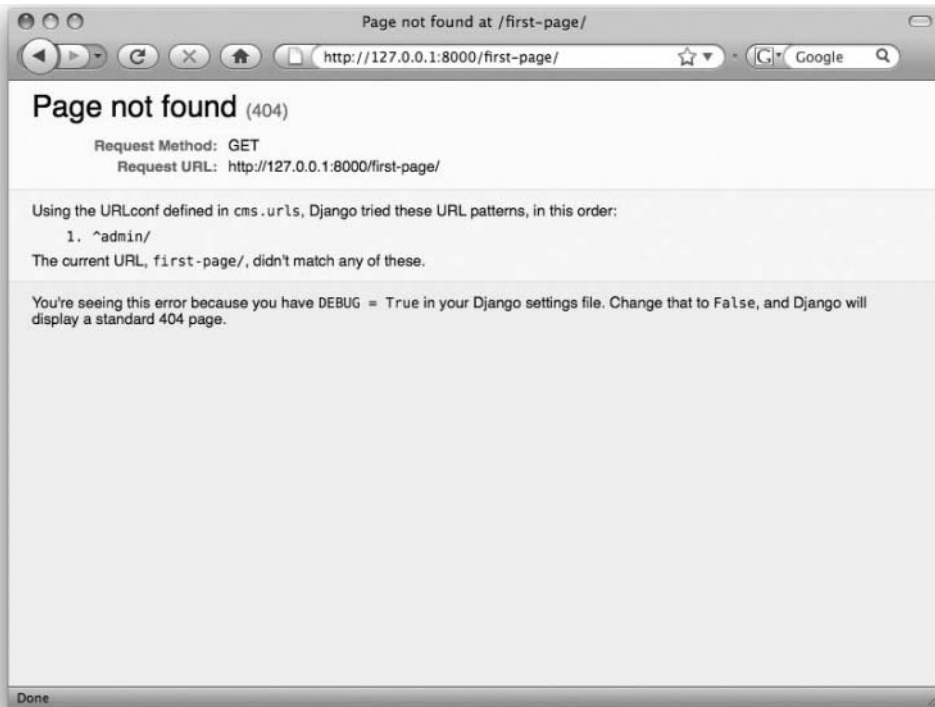 Page not found at /first-page/
http://127.0.0.1:8000/first-page/
G
Google
Page not found (404)
Request Method: GET
Request URL: http://127.0.0.1:8000/first-page/
Using the URLconf defined in cms.urls, Django tried these URL patterns, in this order:
1. ^admin/
The current URL, first-page/, didn't match any of these.
You're seeing this error because you have DEBUG = True in your Django settings file. Change that to False, and Django will
display a standard 404 page.
Done